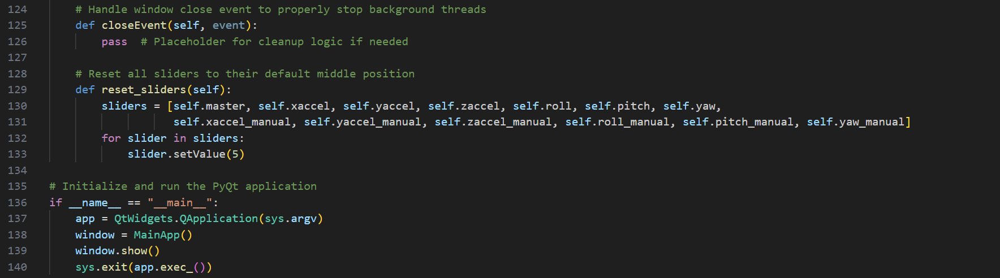 124 # Handle window close event to properly stop background threads
125 def closeEvent(self, event):
126 pass # Placeholder for cleanup logic if needed
127
128 # Reset all sliders to their default middle position
129 def reset_sliders(self):
130 sliders = [self.master, self.xaccel, self.yaccel, self.zaccel, self.roll, self.pitch, self.yaw,
131 self.xaccel_manual, self.yaccel_manual, self.zaccel_manual, self.roll_manual, self.pitch_manual, self.yaw_manual]
132 for slider in sliders:
133 slider.setValue(5)
134
135 # Initialize and run the PyQt application
136 if __name__ == "__main__":
137 app = QtWidgets.QApplication(sys.argv)
138 window = MainApp()
139 window.show()
140 sys.exit(app.exec_())